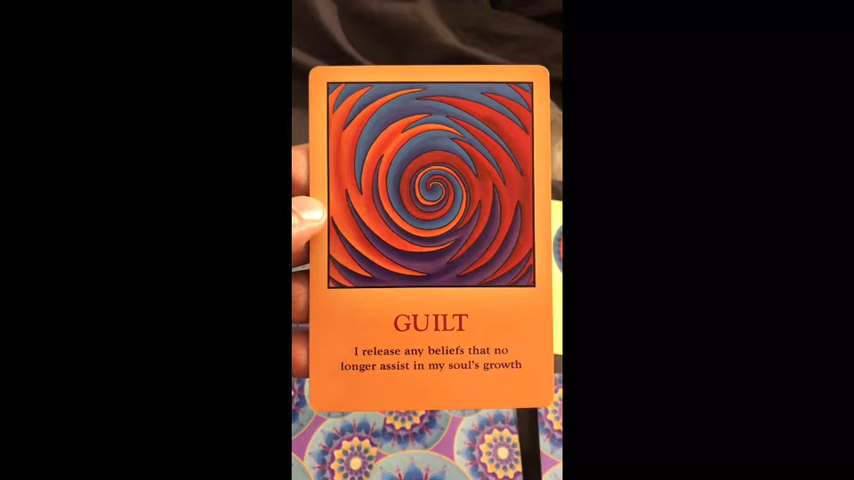 GUILT
I release any beliefs that no
longer assist in my soul's growth